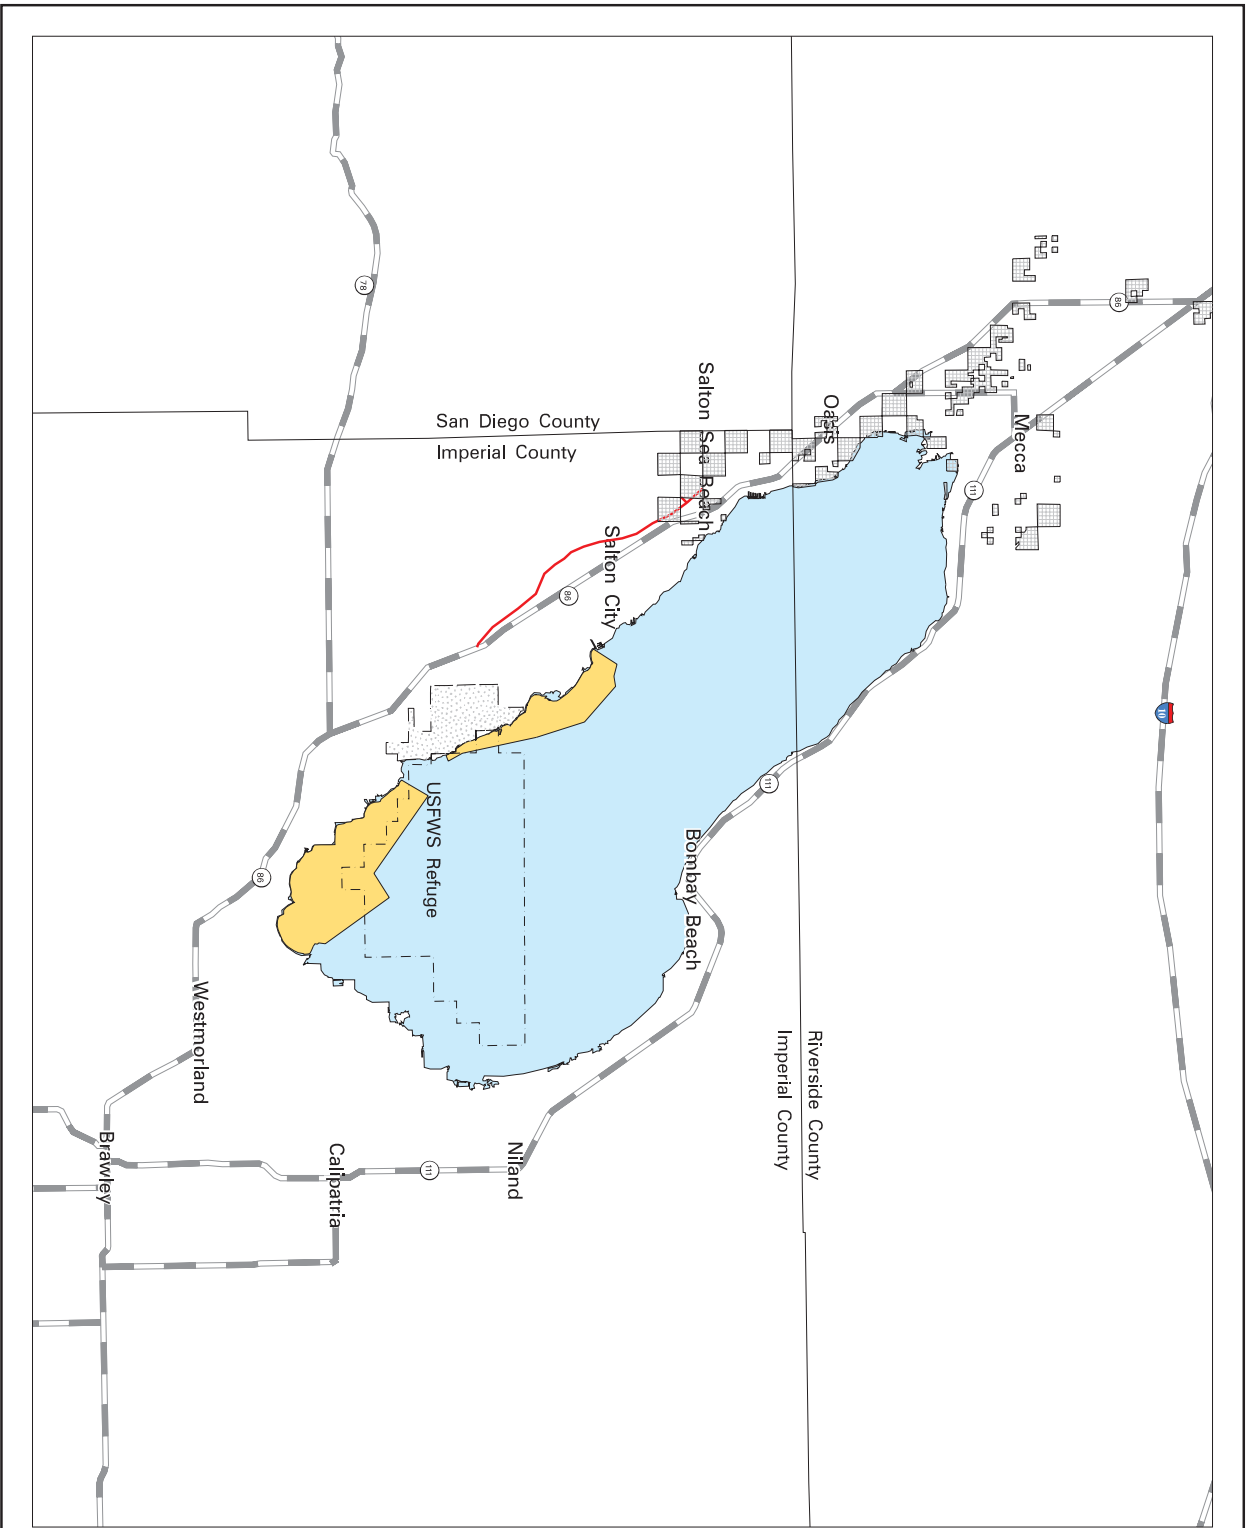 10
86
Mecca
111
Oasis
Riverside County
Imperial County
111
Salton Sea Beach
Bombay Beach
Salton City
86
San Diego County
Imperial County
Niland
USFWS Refuge
111
78
Calipatria
86
Westmorland
Brawley